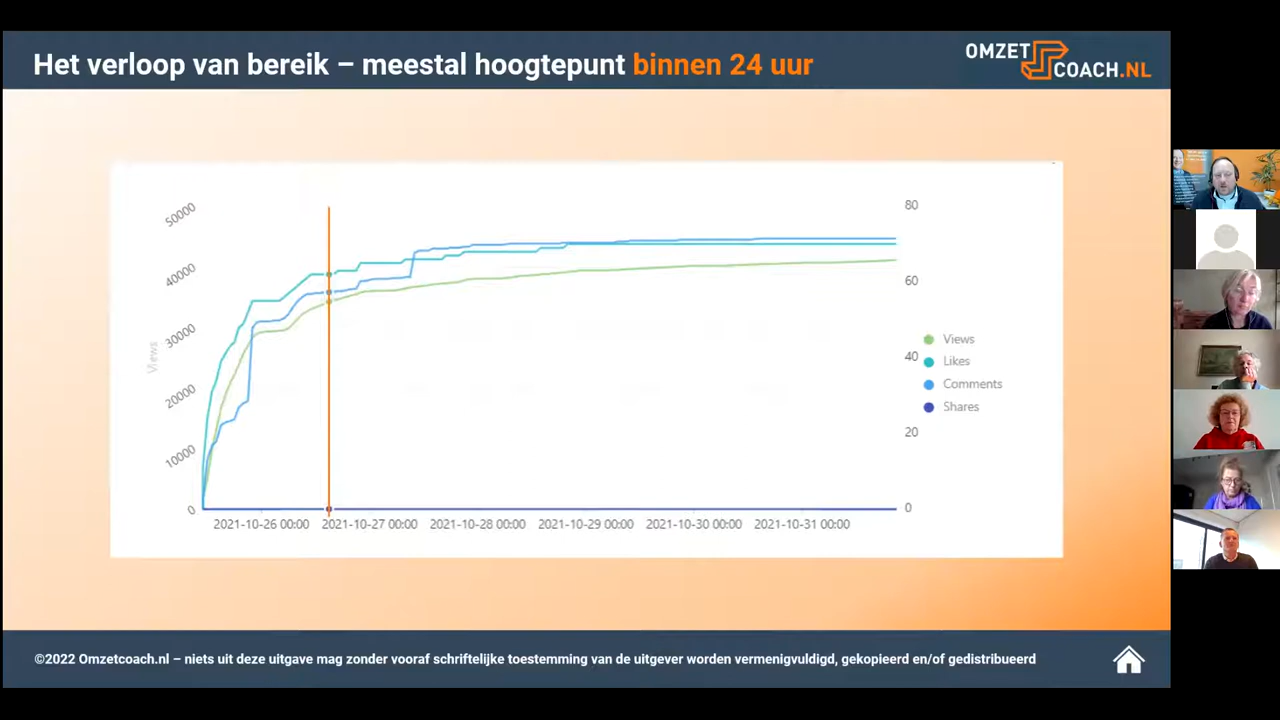 Het verloop van bereik – meestal hoogtepunt binnen 24 uur
OMZET
COACH.NL
50000
40000
30000
20000
10000
0
Views
80
60
40
20
0
Views
Likes
Comments
Shares
2021-10-26 00:00 2021-10-27 00:00 2021-10-28 00:00 2021-10-29 00:00 2021-10-30 00:00 2021-10-31 00:00
©2022 Omzetcoach.nl – niets uit deze uitgave mag zonder vooraf schriftelijke toestemming van de uitgever worden vermenigvuldigd, gekopieerd en/of gedistribueerd